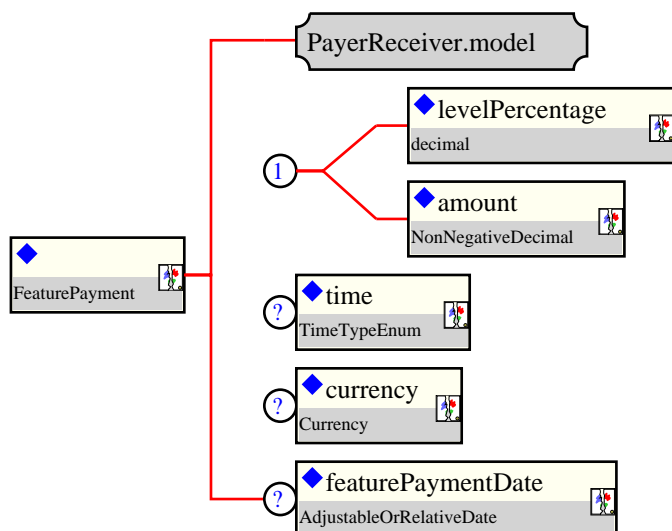 PayerReceiver.model
levelPercentage
decimal
1
amount
NonNegativeDecimal
FeaturePayment
?
time
TimeTypeEnum
?
currency
Currency
?
featurePaymentDate
AdjustableOrRelativeDate